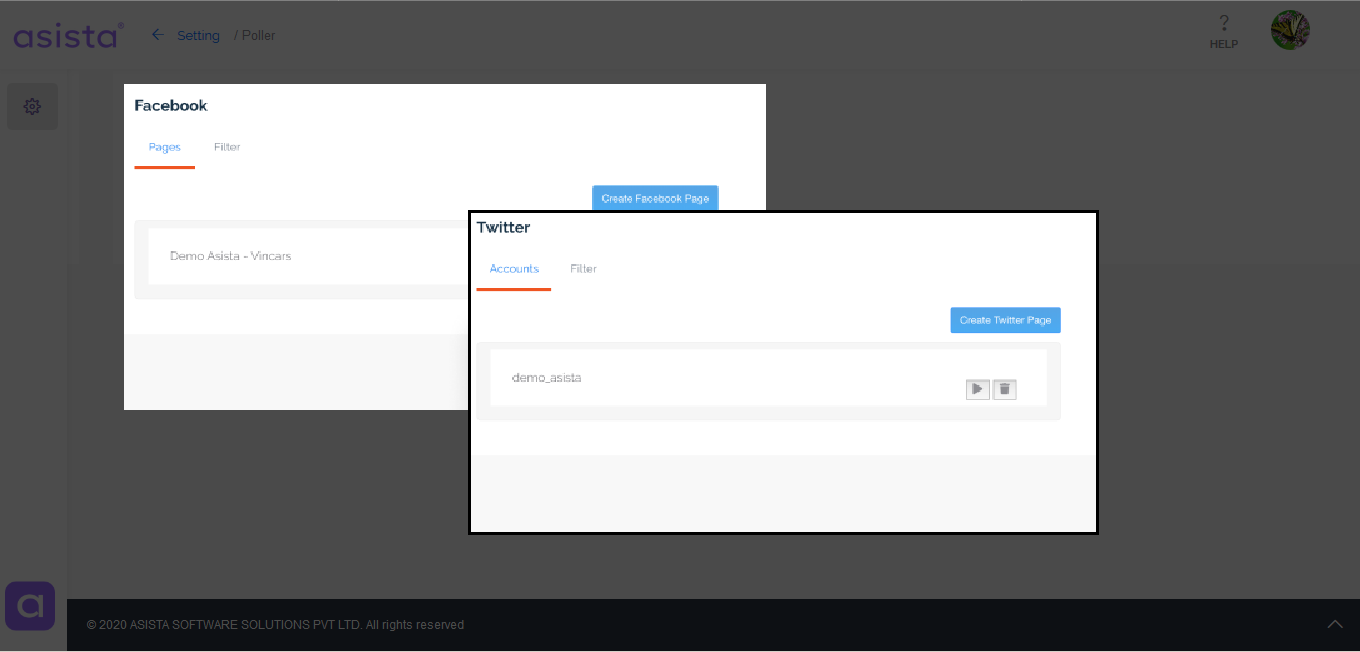 asista
Setting / Poller
HELP
Facebook
Pages Filter
Create Facebook Page
Demo Asista - Vincars
Twitter
Accounts Filter
Create Twitter Page
demo_asista
a
© 2020 ASISTA SOFTWARE SOLUTIONS PVT LTD. All rights reserved